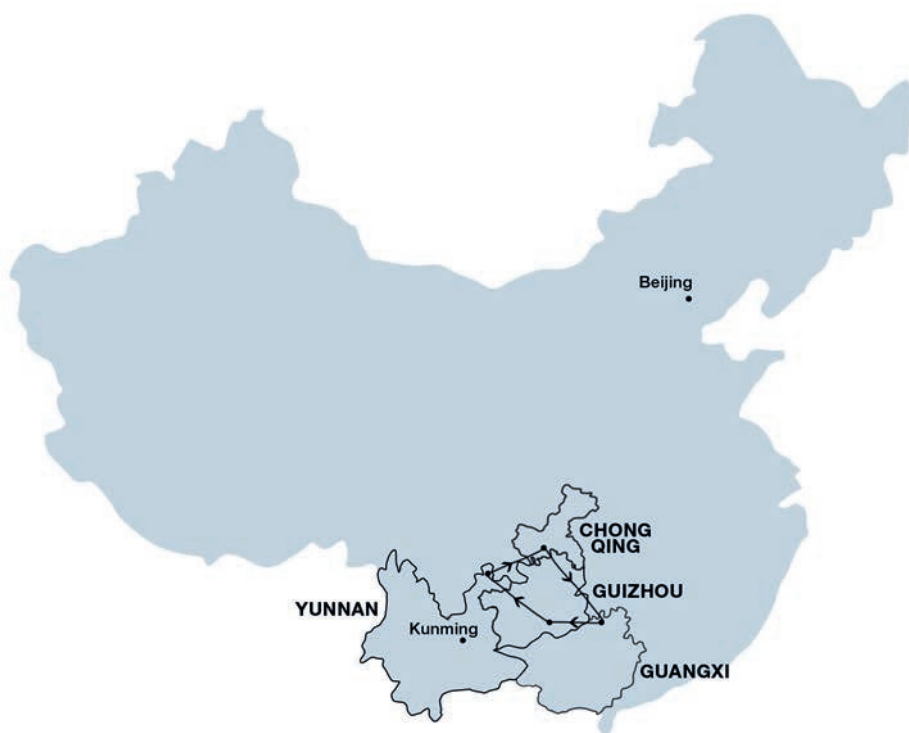 Beijing
CHONG
QING
GUIZHOU
YUNNAN
Kunming
GUANGXI